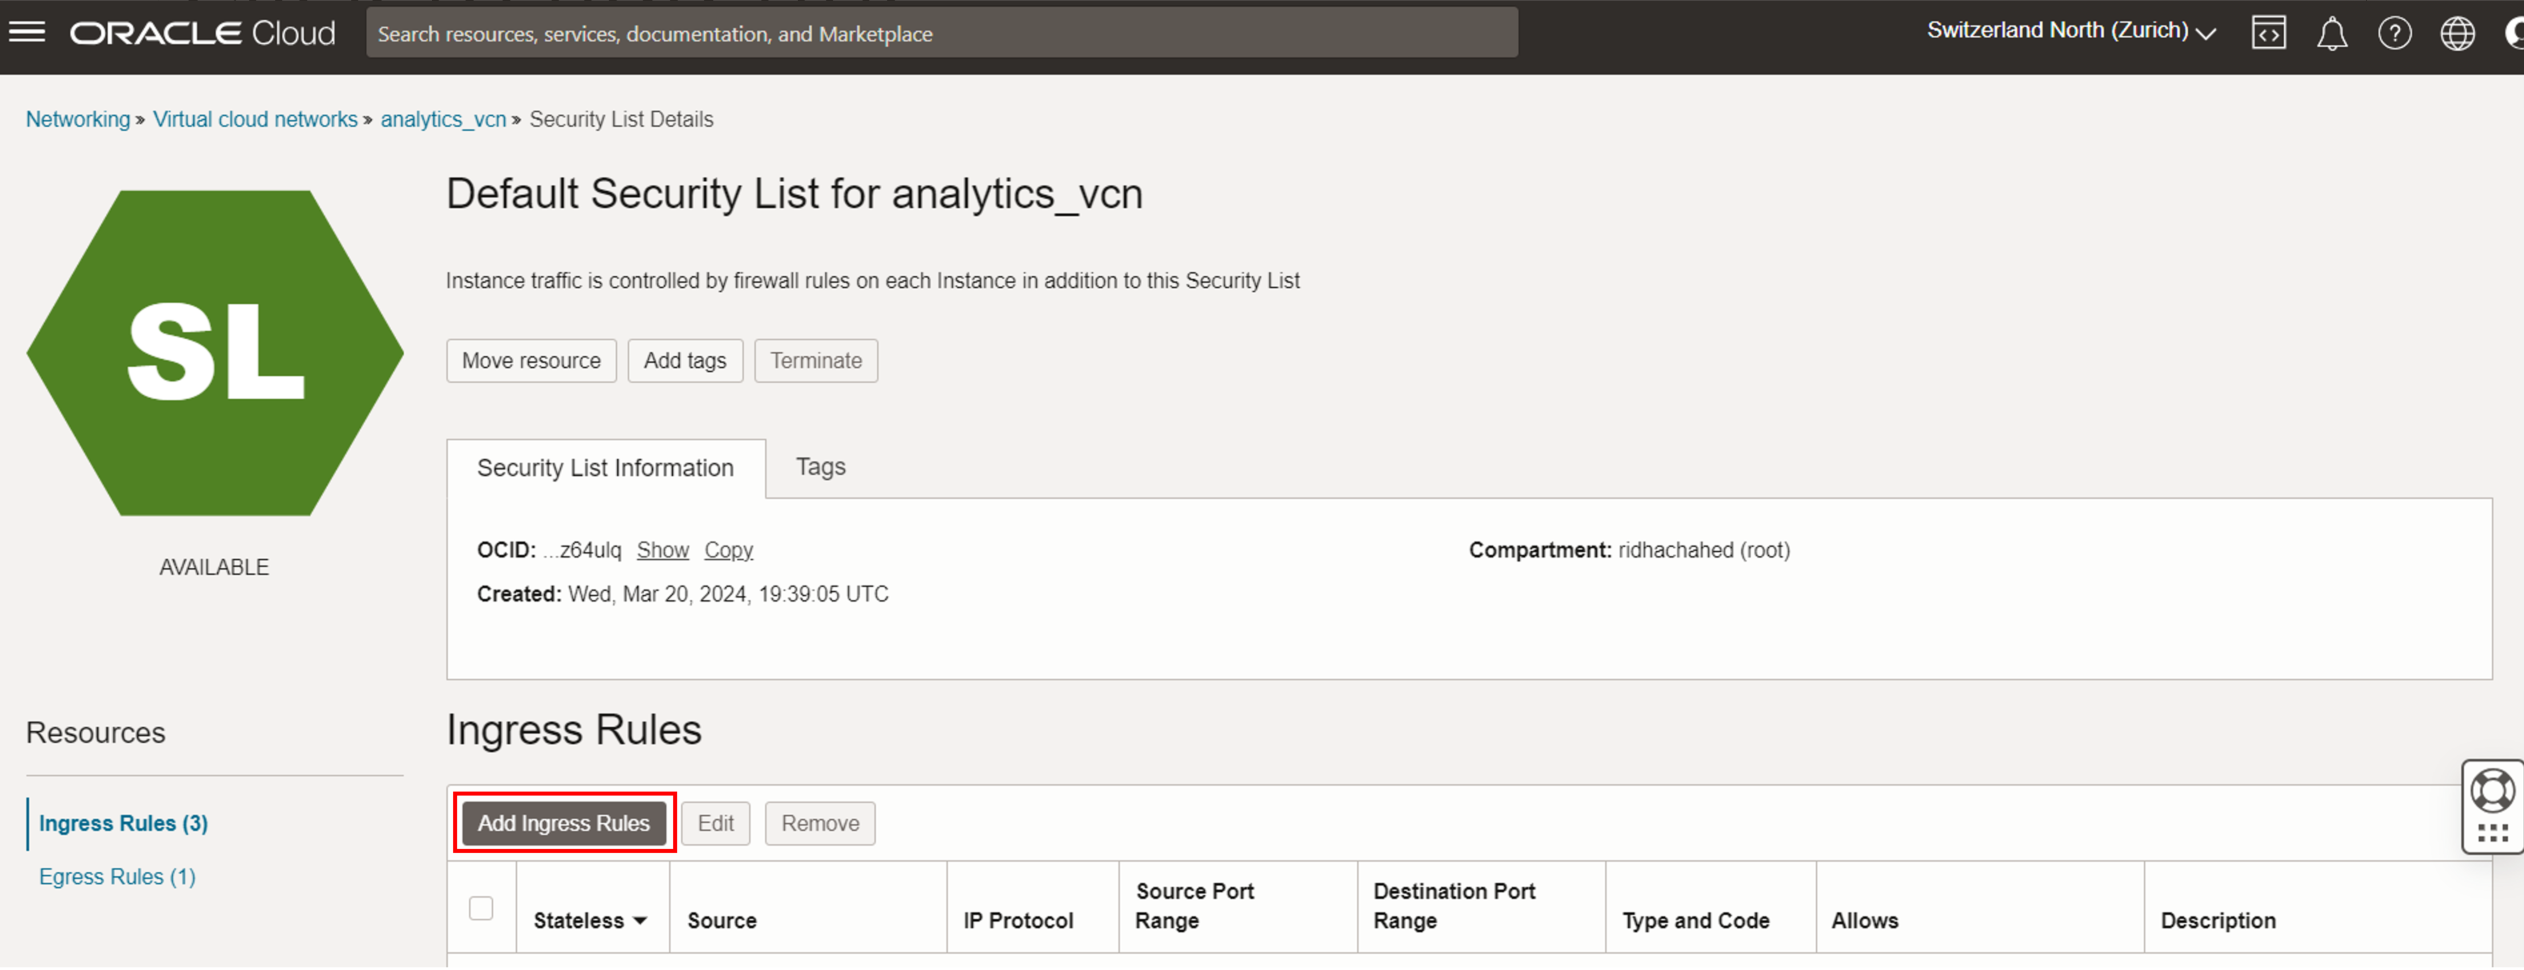 ORACLE Cloud
Search resources, services, documentation, and Marketplace
Switzerland North (Zurich)
Networking » Virtual cloud networks » analytics_vcn » Security List Details
SL
AVAILABLE
Default Security List for analytics_vcn
Instance traffic is controlled by firewall rules on each Instance in addition to this Security List
Move resource Add tags Terminate
Security List Information Tags
OCID: ...z64ulq Show Copy
Created: Wed, Mar 20, 2024, 19:39:05 UTC
Compartment: ridhachahed (root)
Resources
Ingress Rules (3)
Egress Rules (1)
Ingress Rules
Add Ingress Rules Edit Remove
Stateless Source IP Protocol Source Port Range Destination Port Range Type and Code Allows Description